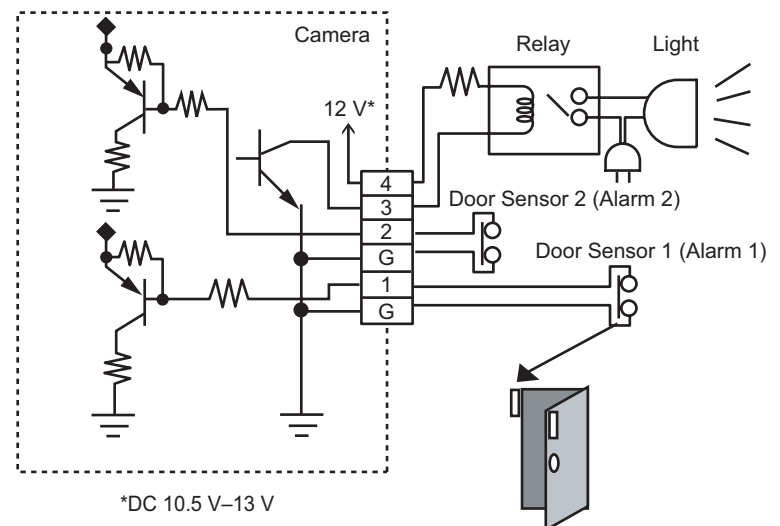 Camera
Relay
Light
12 V*
4
3
2
G
1
G
Door Sensor 2 (Alarm 2)
Door Sensor 1 (Alarm 1)
*DC 10.5 V–13 V